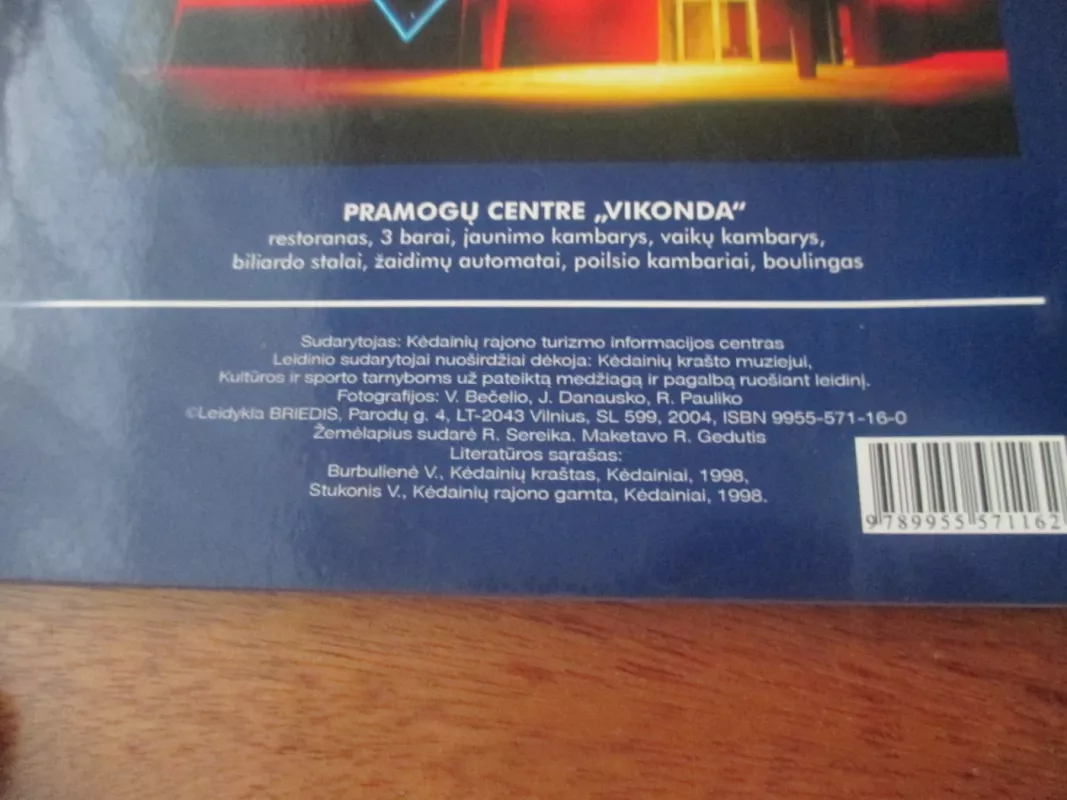 PRAMOGŲ CENTRE „VIKONDA“
restoranas, 3 barai, jaunimo kambarys, vaikų kambarys,
biliardo stalai, žaidimų automatai, poilsio kambariai, boulingas
Sudarytojas: Kėdainių rajono turizmo informacijos centras
Leidinio sudarytojai nuoširdžiai dėkoja: Kėdainių krašto muziejui,
Kultūros ir sporto tarnyboms už pateiktą medžiagą ir pagalbą ruošiant leidinį.
Fotografijos: V. Bečelio, J. Danausko, R. Pauliko
©Leidykla BRIEDIS, Parodų g. 4, LT-2043 Vilnius, SL 599, 2004, ISBN 9955-571-16-0
Žemėlapius sudarė R. Sereika. Maketavo R. Gedutis
Literatūros sąrašas:
Burbulienė V., Kėdainių kraštas, Kėdainiai, 1998,
Stukonis V., Kėdainių rajono gamta, Kėdainiai, 1998.
9 789955 571162